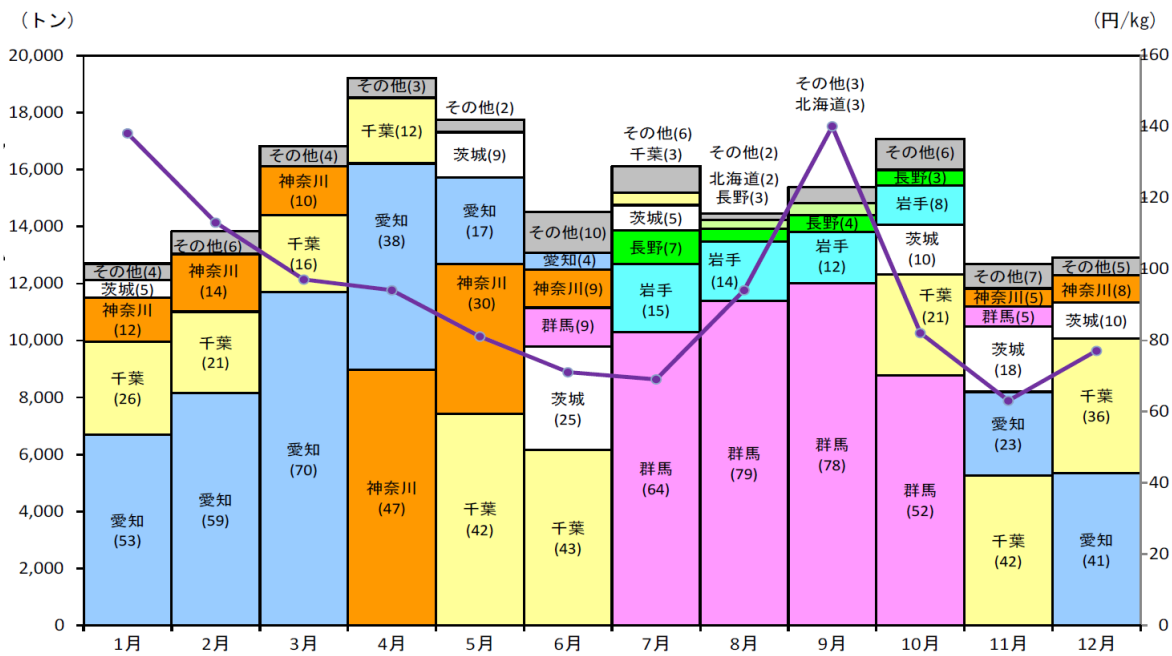 （トン）
（円/kg）
20,000
18,000
16,000
14,000
12,000
10,000
8,000
6,000
4,000
2,000
0
その他(4)
茨城(5)
神奈川
(12)
千葉
(26)
愛知
(53)
その他(6)
神奈川
(14)
千葉
(21)
愛知
(59)
その他(4)
神奈川
(10)
千葉
(16)
愛知
(70)
その他(3)
千葉(12)
愛知
(38)
神奈川
(47)
その他(2)
茨城(9)
愛知
(17)
神奈川
(30)
千葉
(42)
その他(10)
愛知(4)
神奈川(9)
群馬(9)
茨城
(25)
千葉
(43)
その他(6)
千葉(3)
茨城(5)
長野(7)
岩手
(15)
群馬
(64)
その他(2)
北海道(2)
長野(3)
岩手
(14)
群馬
(79)
その他(3)
北海道(3)
長野(4)
岩手
(12)
群馬
(78)
その他(6)
長野(3)
岩手(8)
茨城
(10)
千葉
(21)
群馬
(52)
その他(7)
神奈川(5)
群馬(5)
茨城
(18)
愛知
(23)
千葉
(42)
その他(5)
神奈川(8)
茨城(10)
千葉
(36)
愛知
(41)
160
140
120
100
80
60
40
20
0
1月
2月
3月
4月
5月
6月
7月
8月
9月
10月
11月
12月